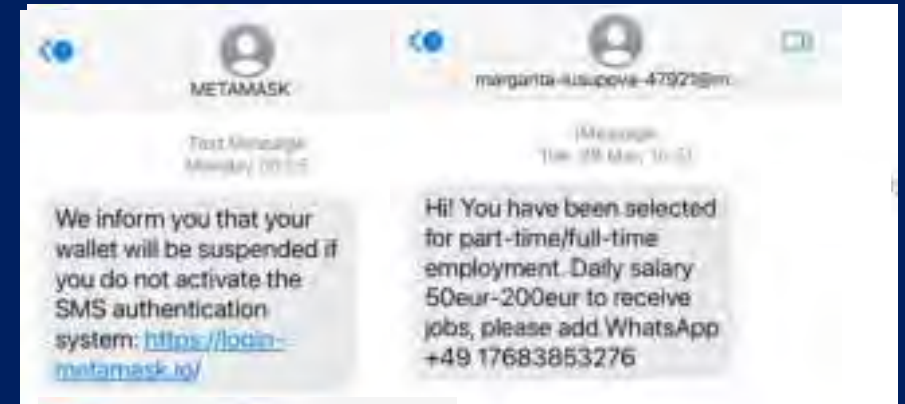 METAMASK
Text Message
Monday
We inform you that your
wallet will be suspended if
you do not activate the
SMS authentication
system: https://login-
metamask.io/
iMessage
Hi! You have been selected
for part-time/full-time
employment. Daily salary
50eur-200eur to receive
jobs, please add WhatsApp
+49 17683853276